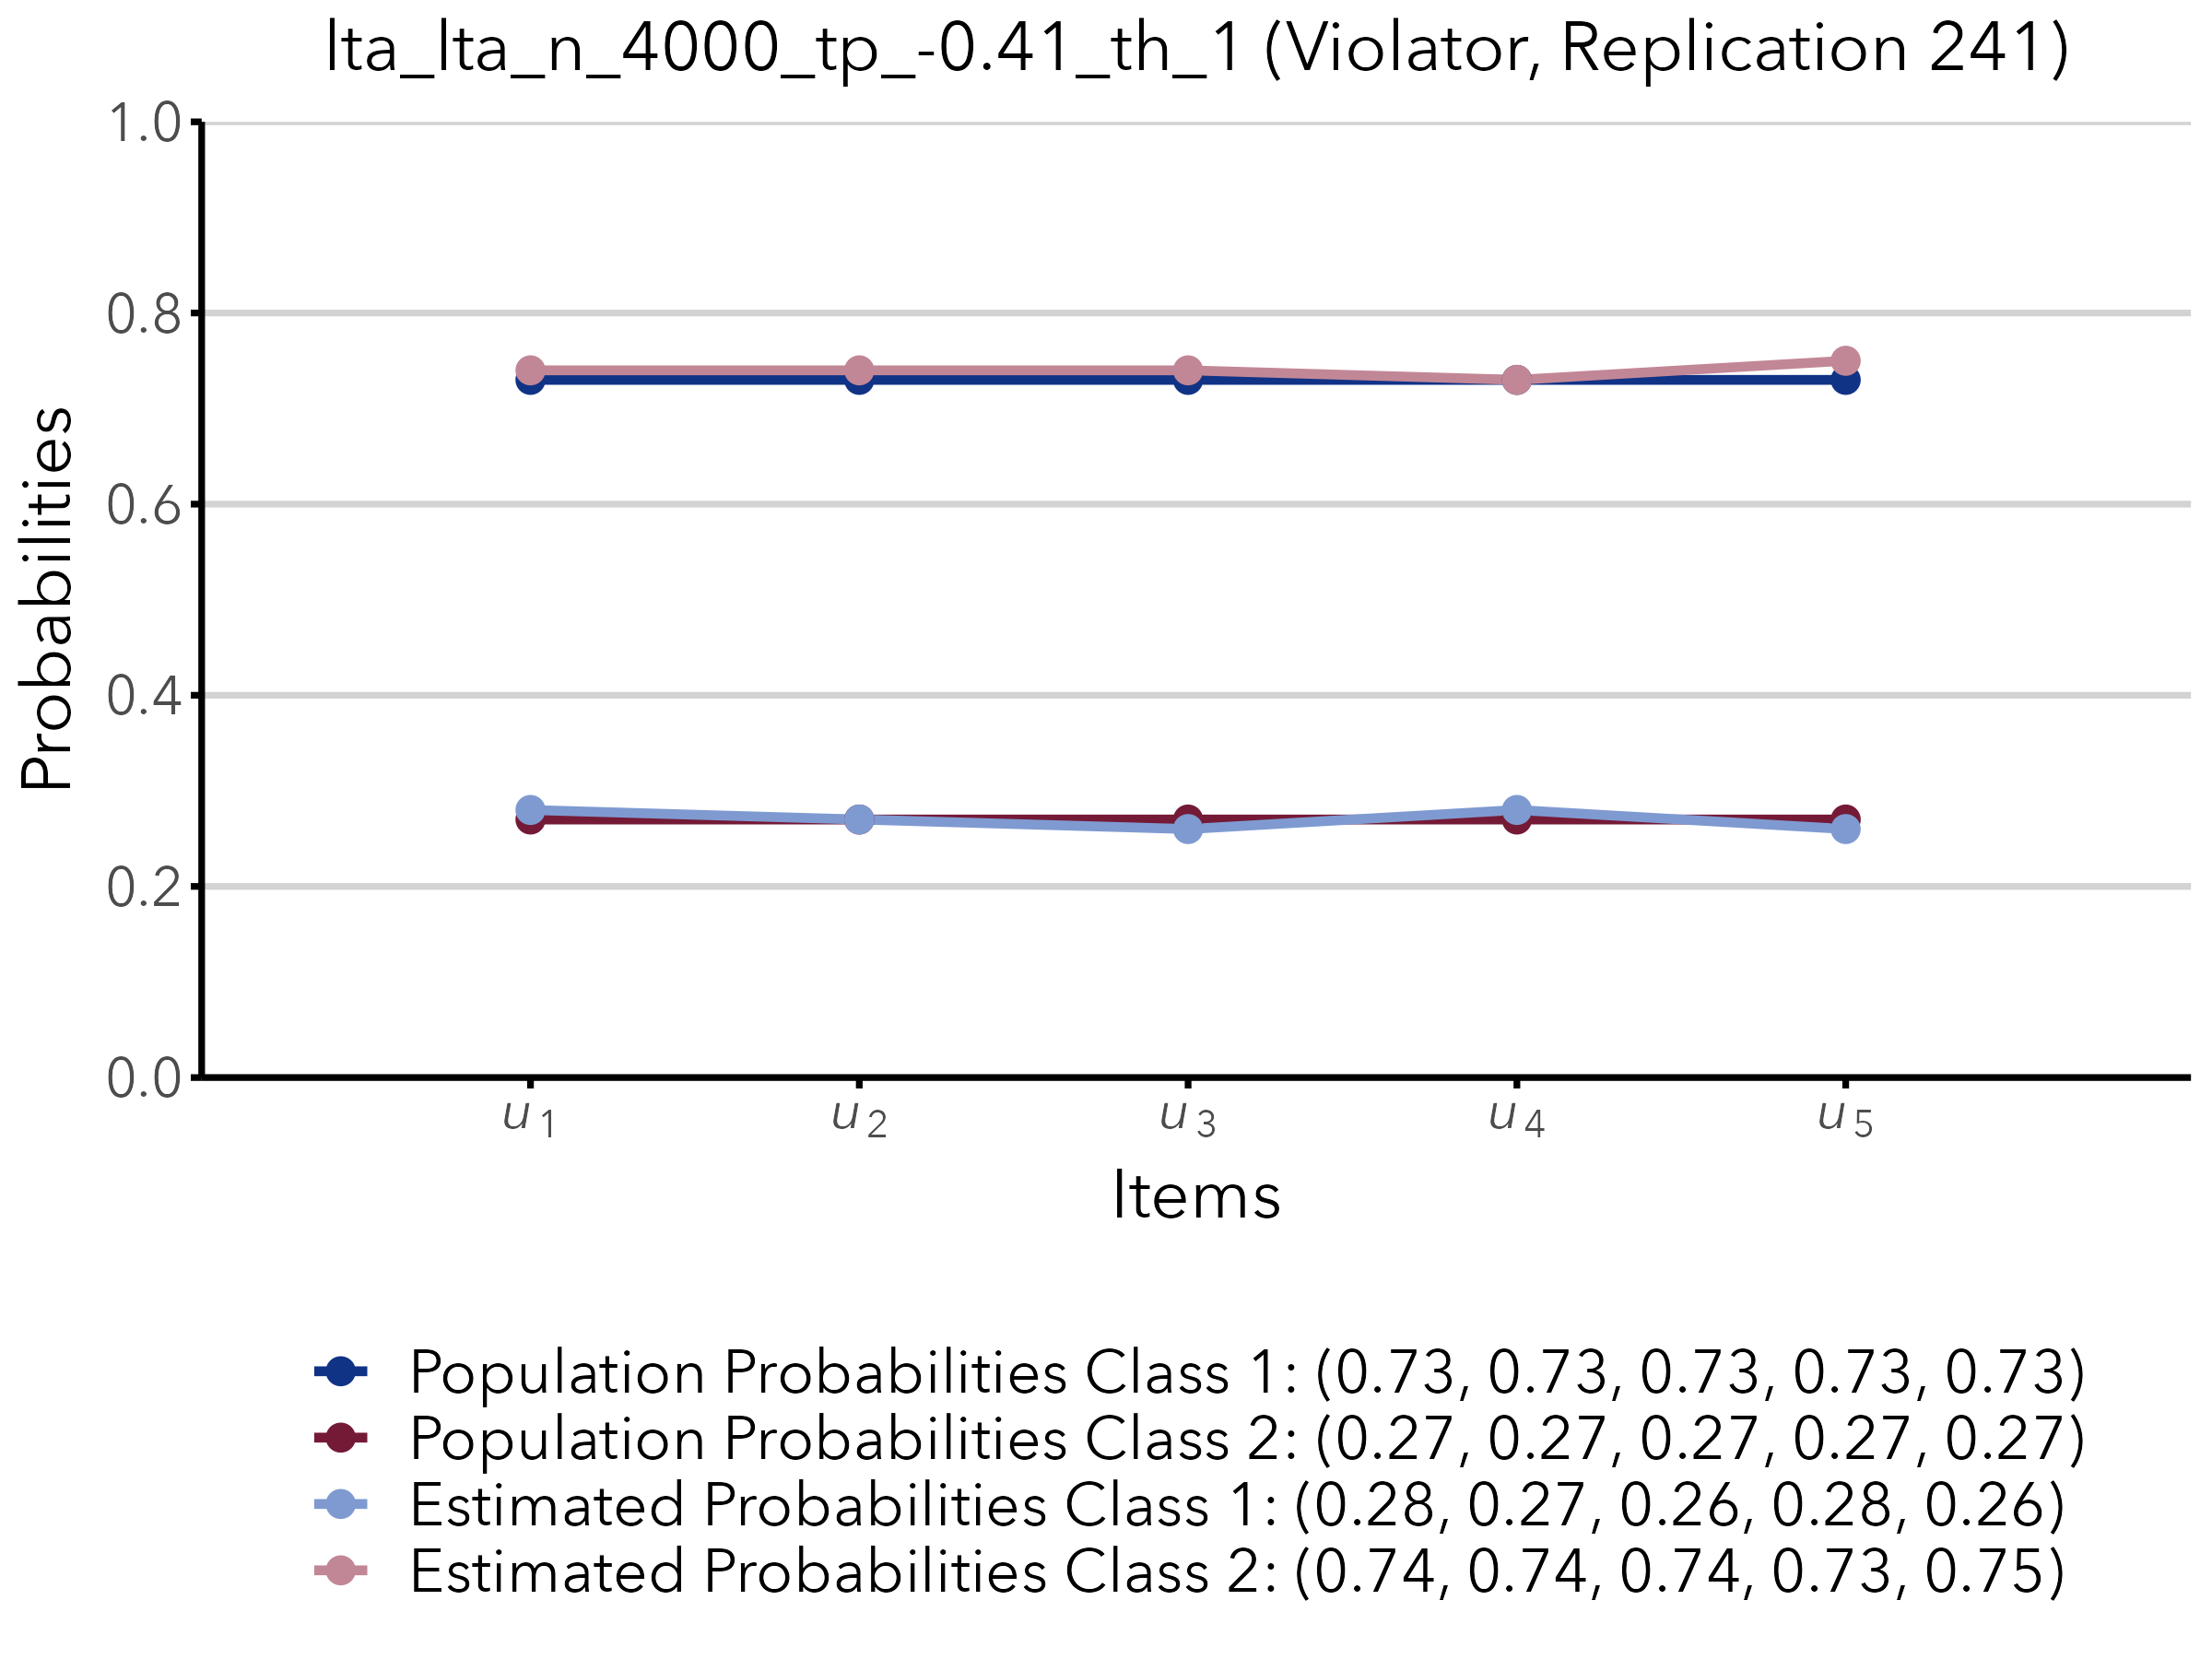 lta_lta_n_4000_tp_-0.41_th_1 (Violator, Replication 241)
1.0
0.8
0.6
0.4
0.2
0.0
Probabilities
u1 u2 u3 u4 u5
Items
Population Probabilities Class 1: (0.73, 0.73, 0.73, 0.73, 0.73)
Population Probabilities Class 2: (0.27, 0.27, 0.27, 0.27, 0.27)
Estimated Probabilities Class 1: (0.28, 0.27, 0.26, 0.28, 0.26)
Estimated Probabilities Class 2: (0.74, 0.74, 0.74, 0.73, 0.75)